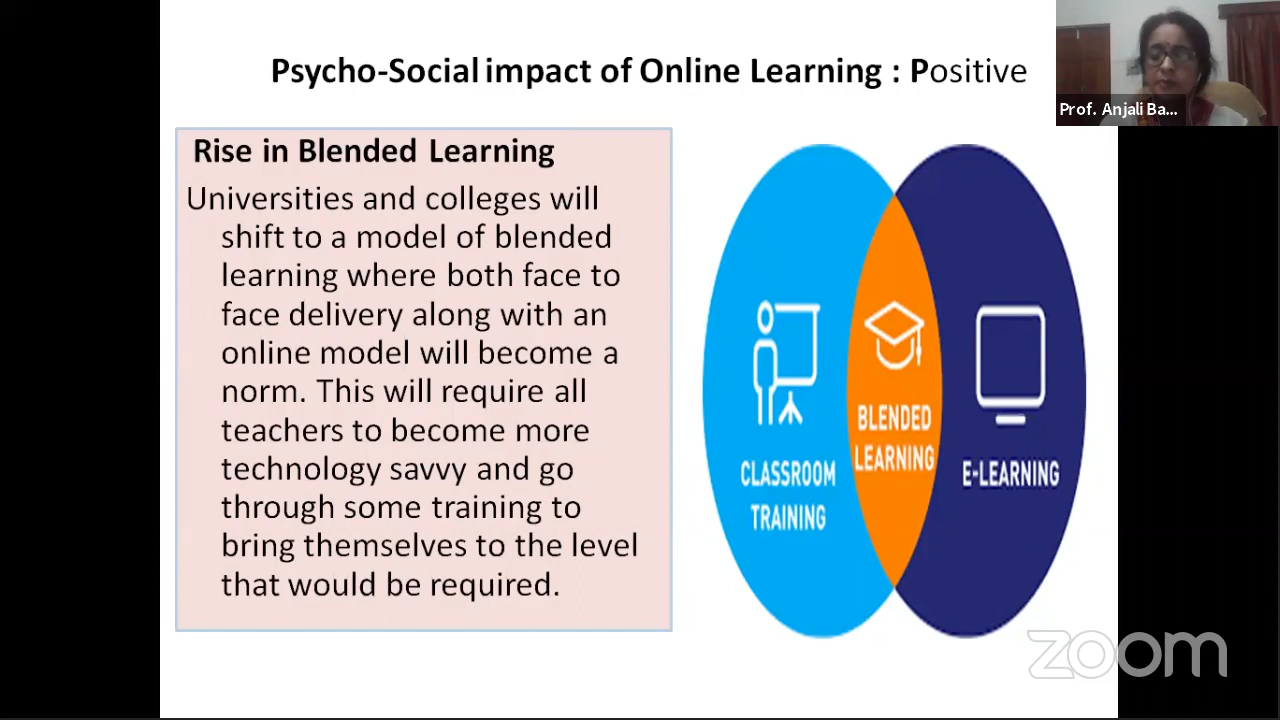 Psycho-Social impact of Online Learning : Positive
Prof. Anjali Ba...
Rise in Blended Learning
Universities and colleges will
shift to a model of blended
learning where both face to
face delivery along with an
online model will become a
norm. This will require all
teachers to become more
technology savvy and go
through some training to
bring themselves to the level
that would be required.
CLASSROOM
TRAINING
BLENDED
LEARNING
E-LEARNING
zoom